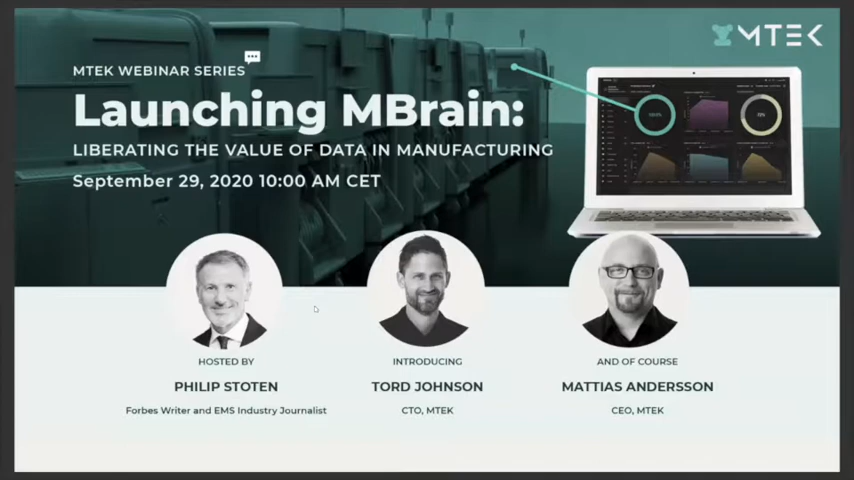 MTEK
MTEK WEBINAR SERIES
Launching MBrain:
LIBERATING THE VALUE OF DATA IN MANUFACTURING
September 29, 2020 10:00 AM CET
HOSTED BY
PHILIP STOTEN
Forbes Writer and EMS Industry Journalist
INTRODUCING
TORD JOHNSON
CTO, MTEK
AND OF COURSE
MATTIAS ANDERSSON
CEO, MTEK